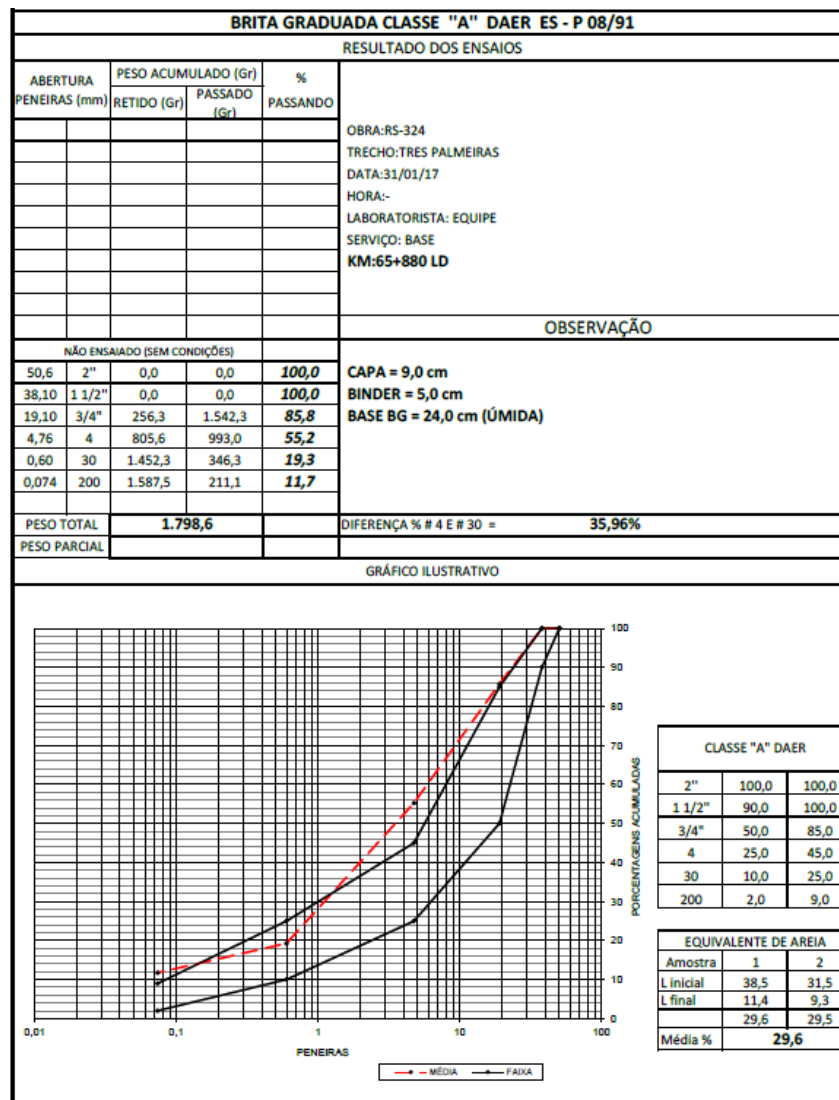 BRITA GRADUADA CLASSE "A" DAER ES - P 08/91
RESULTADO DOS ENSAIOS
ABERTURA PENEIRAS (mm) PESO ACUMULADO (Gr) % PASSANDO
RETIDO (Gr) PASSADO (Gr)
OBRA:RS-324
TRECHO:TRES PALMEIRAS
DATA:31/01/17
HORA:-
LABORATORISTA: EQUIPE
SERVIÇO: BASE
KM:65+880 LD
OBSERVAÇÃO
NÃO ENSAIADO (SEM CONDIÇÕES)
50,6 2" 0,0 0,0 100,0
38,10 1 1/2" 0,0 0,0 100,0
19,10 3/4" 256,3 1.542,3 85,8
4,76 4 805,6 993,0 55,2
0,60 30 1.452,3 346,3 19,3
0,074 200 1.587,5 211,1 11,7
CAPA = 9,0 cm
BINDER = 5,0 cm
BASE BG = 24,0 cm (ÚMIDA)
PESO TOTAL 1.798,6 DIFERENÇA % # 4 E # 30 = 35,96%
PESO PARCIAL
GRÁFICO ILUSTRATIVO
100
90
80
70
60
50
40
30
20
10
0
PORCENTAGENS ACUMULADAS
0,01 0,1 1 10 100
PENEIRAS
MÉDIA FAIXA
CLASSE "A" DAER
2" 100,0 100,0
1 1/2" 90,0 100,0
3/4" 50,0 85,0
4 25,0 45,0
30 10,0 25,0
200 2,0 9,0
EQUIVALENTE DE AREIA
Amostra 1 2
L inicial 38,5 31,5
L final 11,4 9,3
29,6 29,5
Média % 29,6